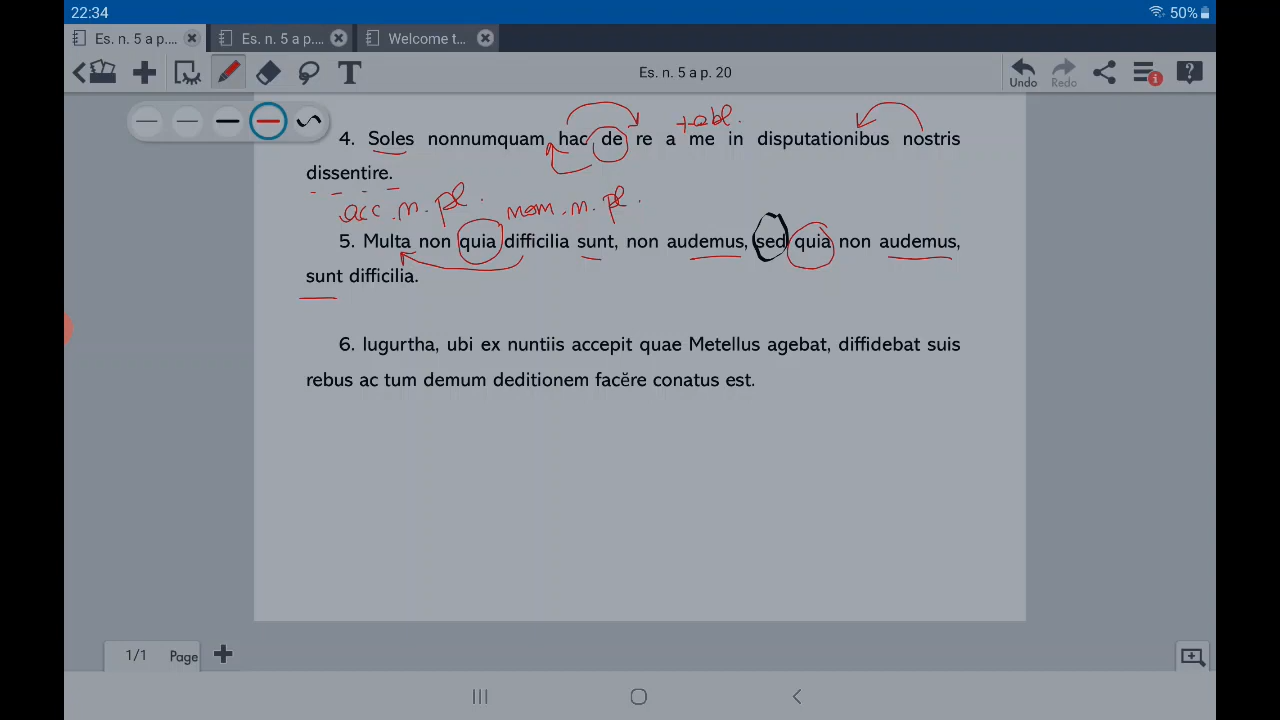 22:34 50%
Es. n. 5 a p.... Es. n. 5 a p.... Welcome t...
T Es. n. 5 a p. 20 Undo Redo
+abl.
4. Soles nonnumquam hac de re a me in disputationibus nostris
dissentire.
acc. n. pl. nom. n. pl.
5. Multa non quia difficilia sunt, non audemus, sed quia non audemus,
sunt difficilia.
6. Iugurtha, ubi ex nuntiis accepit quae Metellus agebat, diffidebat suis
rebus ac tum demum deditionem facĕre conatus est.
1/1 Page